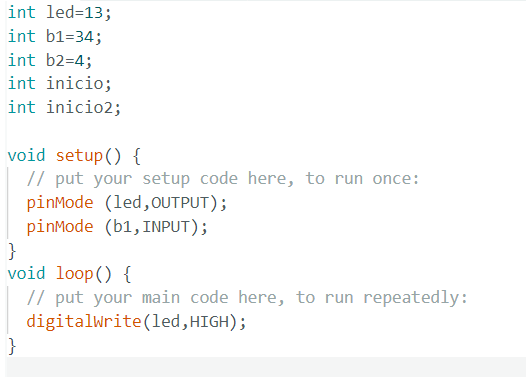 int led=13;
int b1=34;
int b2=4;
int inicio;
int inicio2;

void setup() {
  // put your setup code here, to run once:
  pinMode (led,OUTPUT);
  pinMode (b1,INPUT);
}
void loop() {
  // put your main code here, to run repeatedly:
  digitalWrite(led,HIGH);
}